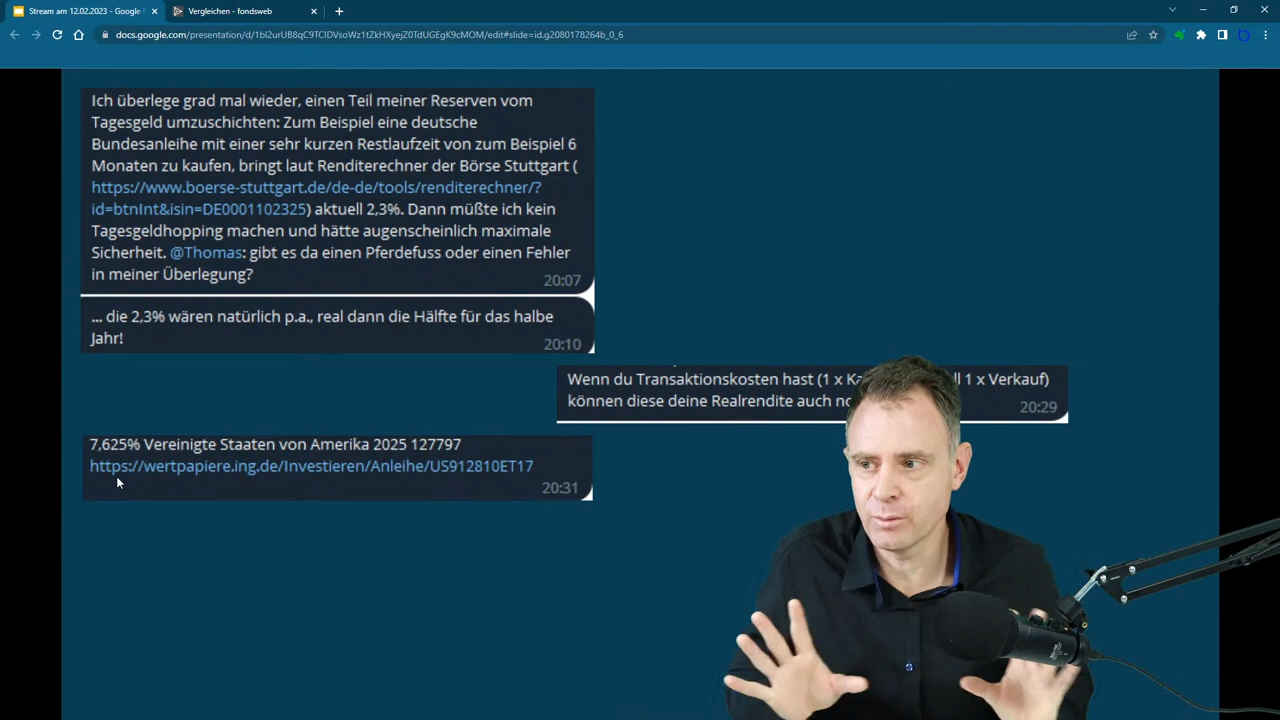 Stream am 12.02.2023 - Google
Vergleichen - fondsweb
docs.google.com/presentation/d/1bl2urUB8qC9TClDVsoWz1tZkHXyejZ0TdUGEgK9cMOM/edit#slide=id.g2080178264b_0_6
Ich überlege grad mal wieder, einen Teil meiner Reserven vom
Tagesgeld umzuschichten: Zum Beispiel eine deutsche
Bundesanleihe mit einer sehr kurzen Restlaufzeit von zum Beispiel 6
Monaten zu kaufen, bringt laut Renditerechner der Börse Stuttgart (
https://www.boerse-stuttgart.de/de-de/tools/renditerechner/?
id=btnInt&isin=DE0001102325) aktuell 2,3%. Dann müßte ich kein
Tagesgeldhopping machen und hätte augenscheinlich maximale
Sicherheit. @Thomas: gibt es da einen Pferdefuss oder einen Fehler
in meiner Überlegung?
20:07
... die 2,3% wären natürlich p.a., real dann die Hälfte für das halbe
Jahr!
20:10
Wenn du Transaktionskosten hast (1 x 1 x Verkauf)
können diese deine Realrendite auch
20:29
7,625% Vereinigte Staaten von Amerika 2025 127797
https://wertpapiere.ing.de/Investieren/Anleihe/US912810ET17
20:31